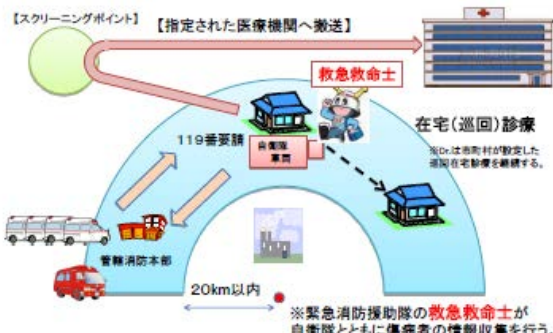 【スクリーニングポイント】
【指定された医療機関へ搬送】
救急救命士
在宅(巡回)診療
※Dr.は市町村が設定した
巡回在宅診療を継続する。
119番要請
自衛隊
車両
管轄消防本部
20km以内
※緊急消防援助隊の救急救命士が
自衛隊とともに傷病者の情報収集を行う。